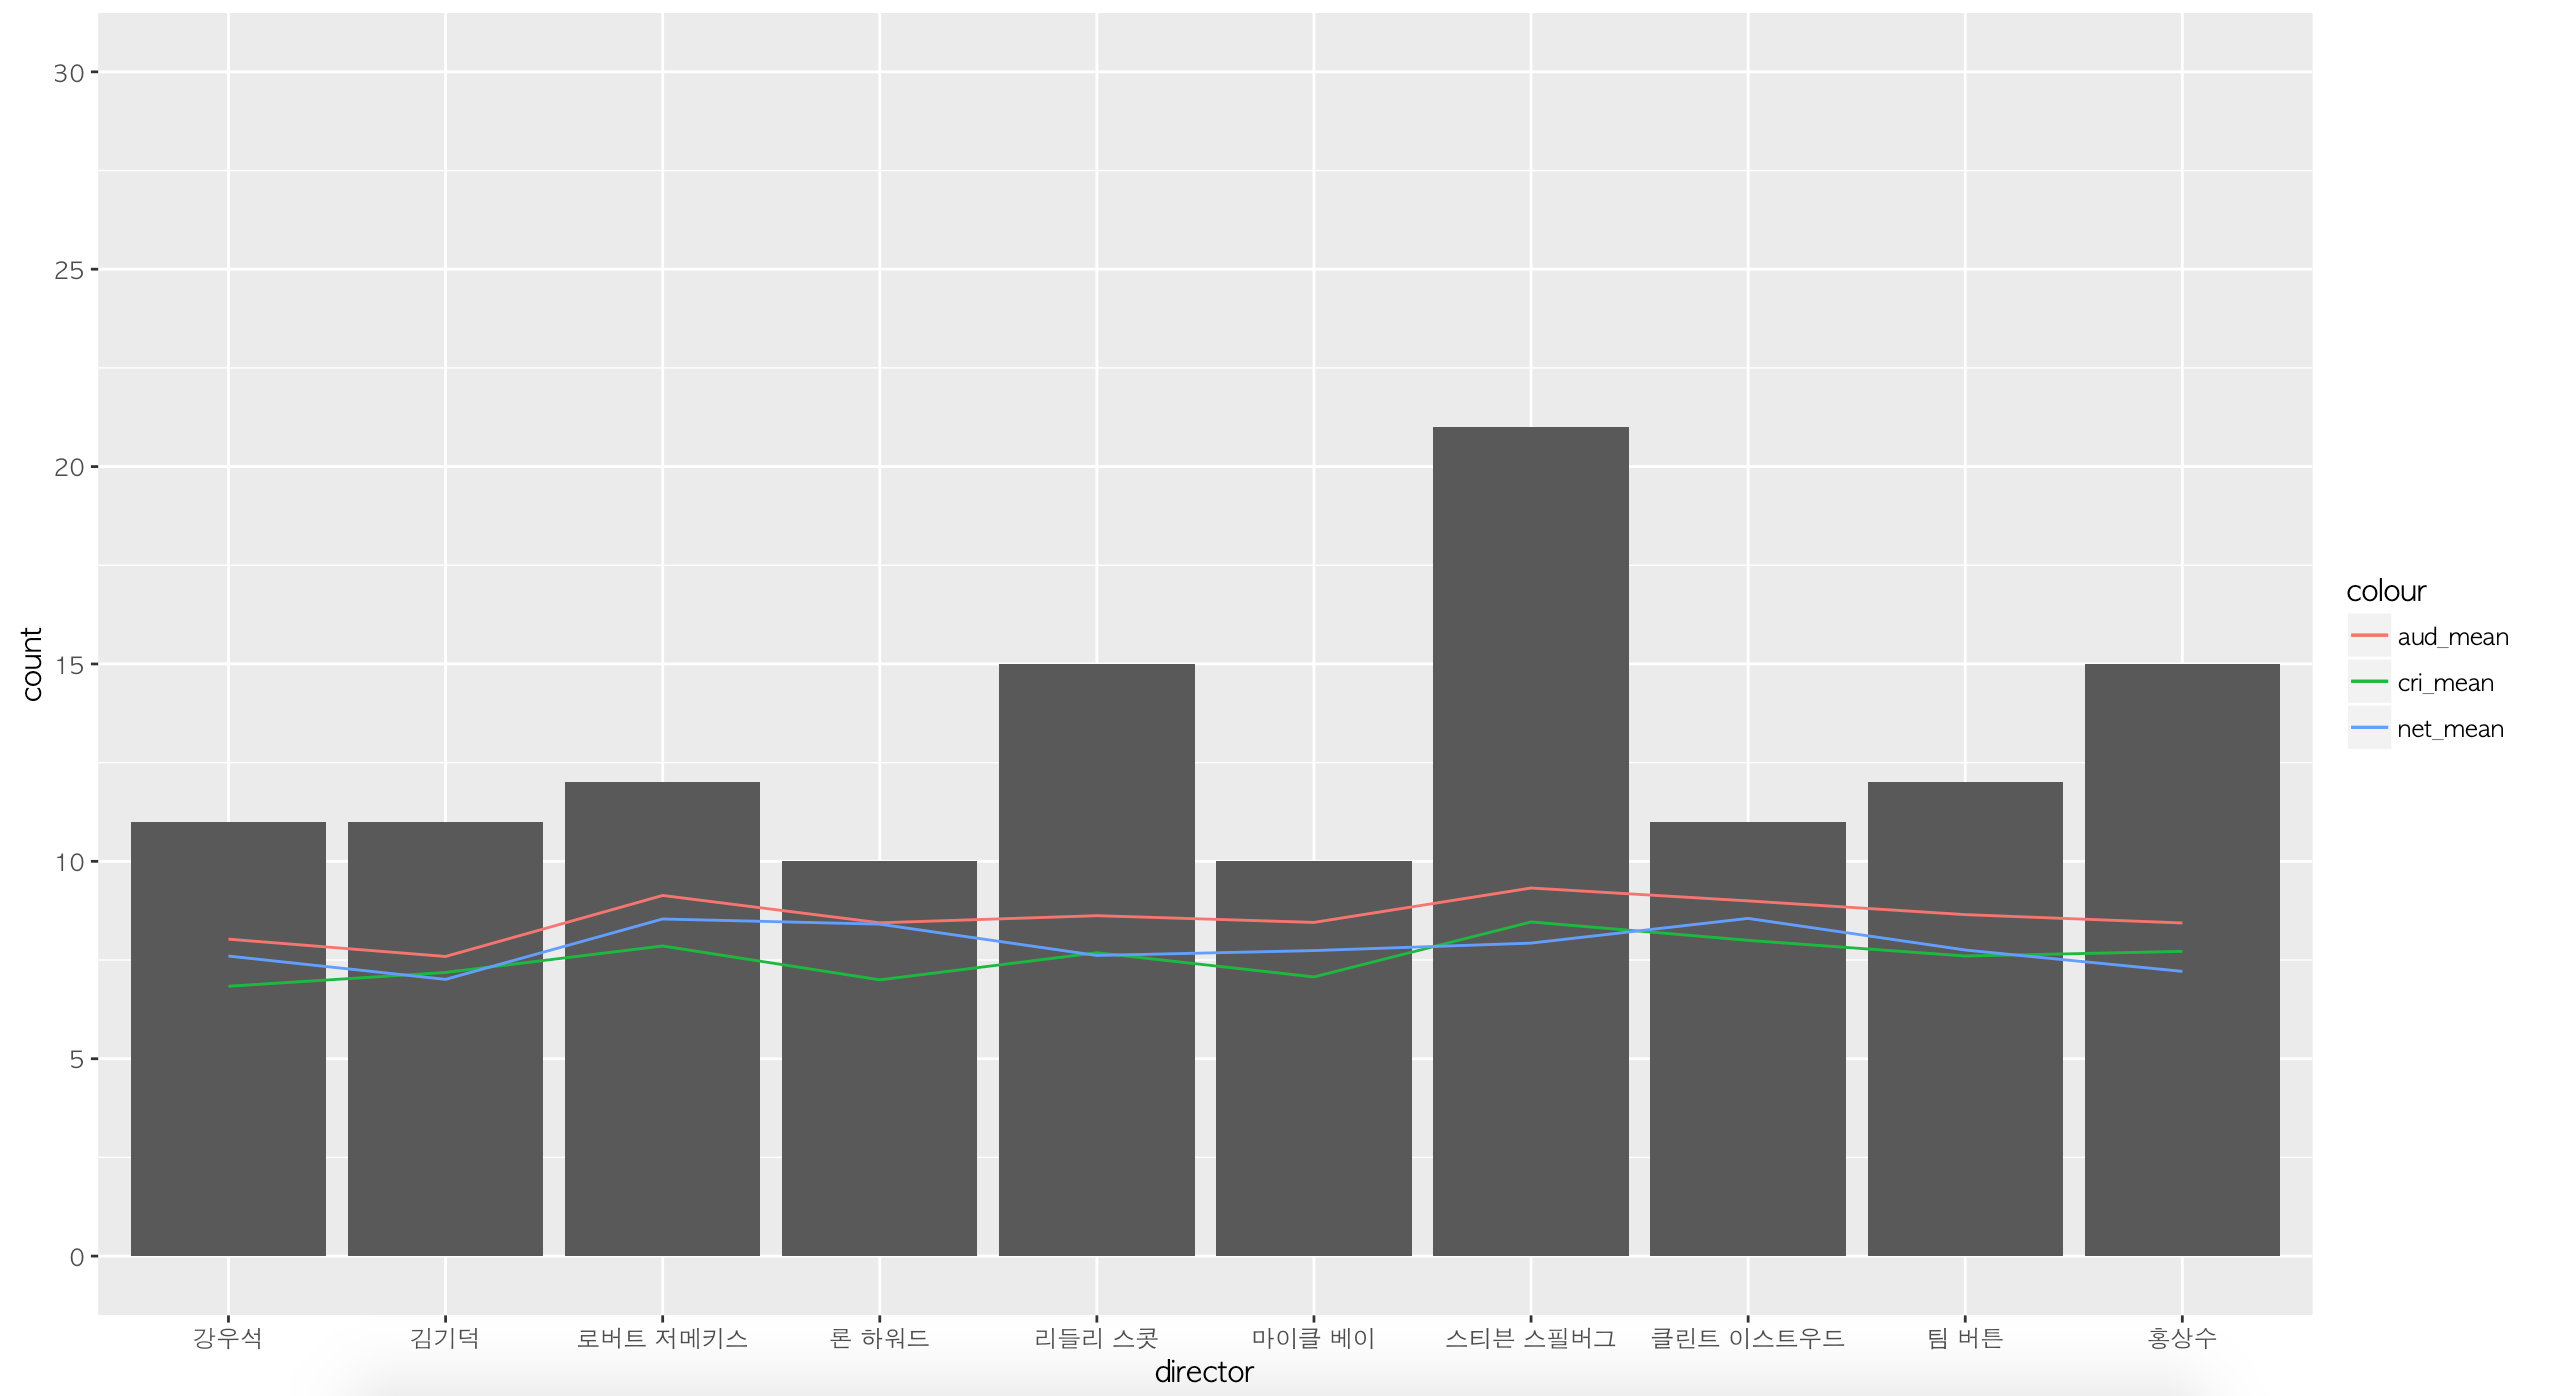 30
25
20
15
10
5
0
count
강우석
김기덕
로버트 저메키스
론 하워드
리들리 스콧
마이클 베이
스티븐 스필버그
클린트 이스트우드
팀 버튼
홍상수
director
colour
aud_mean
cri_mean
net_mean